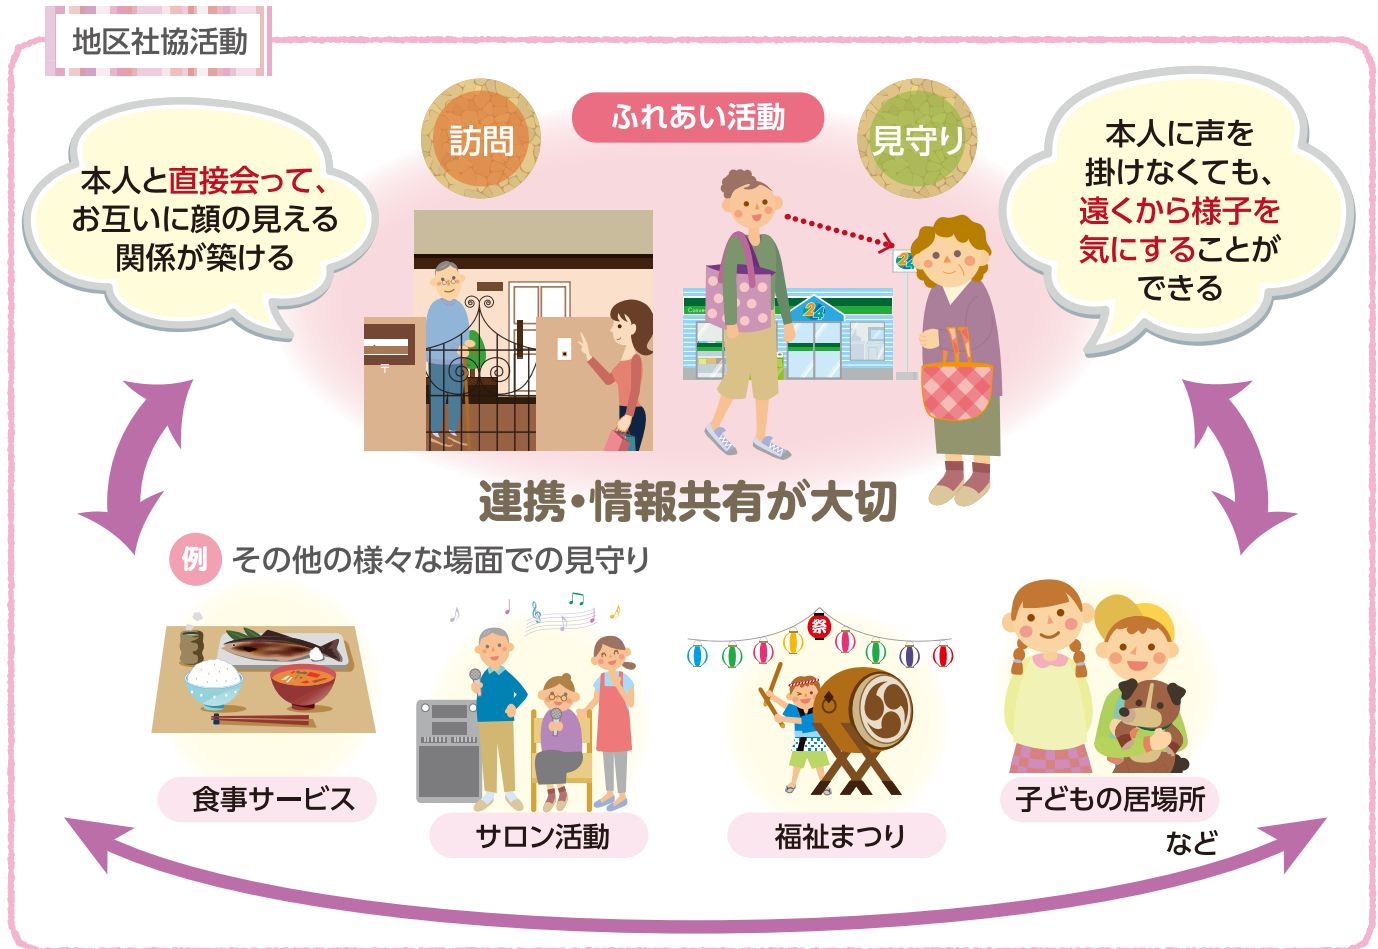 地区社協活動
ふれあい活動
訪問
見守り
本人と直接会って、
お互いに顔の見える
関係が築ける
本人に声を
掛けなくても、
遠くから様子を
気にすることが
できる
24
24
〒
連携・情報共有が大切
例 その他の様々な場面での見守り
祭
食事サービス
サロン活動
福祉まつり
子どもの居場所
など